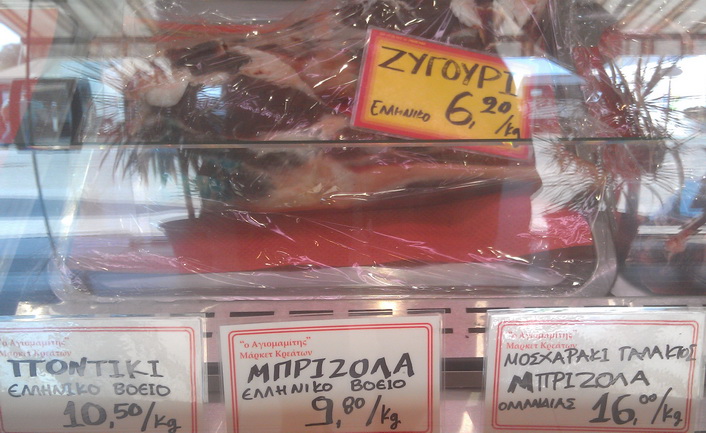 ΖΥΓΟΥΡΙ
ΕΛΛΗΝΙΚΟ 6,20/Kg
"ο Αγιομαμίτης"
Μάρκετ Κρεάτων
ΠΟΝΤΙΚΙ
ΕΛΛΗΝΙΚΟ ΒΟΕΙΟ
10,50/Kg
"ο Αγιομαμίτης"
Μάρκετ Κρεάτων
ΜΠΡΙΖΟΛΑ
ΕΛΛΗΝΙΚΟ ΒΟΕΙΟ
9,80/Kg
"ο Αγιομαμίτης"
Μάρκετ Κρεάτων
ΜΟΣΧΑΡΑΚΙ ΓΑΛΑΚΤΟΣ
ΜΠΡΙΖΟΛΑ
ΟΛΛΑΝΔΙΑΣ 16,00/Kg